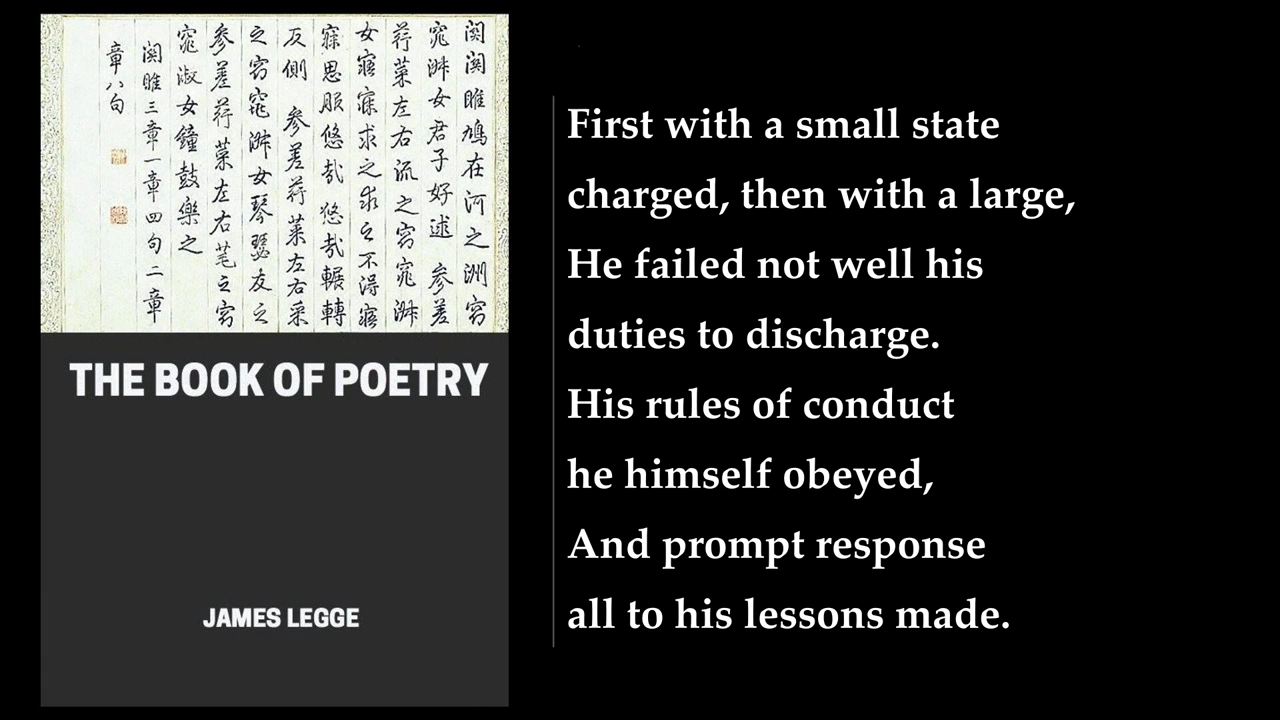 関関雎鳩在河之洲窈
窕淑女君子好逑 參差
荇菜左右流之窈窕淑
女寤寐求之求之不得寤
寐思服悠哉悠哉輾轉
反側 參差荇菜左右采
之窈窕淑女琴瑟友之
參差荇菜左右芼之窈
窕淑女鐘鼓樂之
関雎三章一章四句二章
章八句
THE BOOK OF POETRY
JAMES LEGGE
First with a small state
charged, then with a large,
He failed not well his
duties to discharge.
His rules of conduct
he himself obeyed,
And prompt response
all to his lessons made.